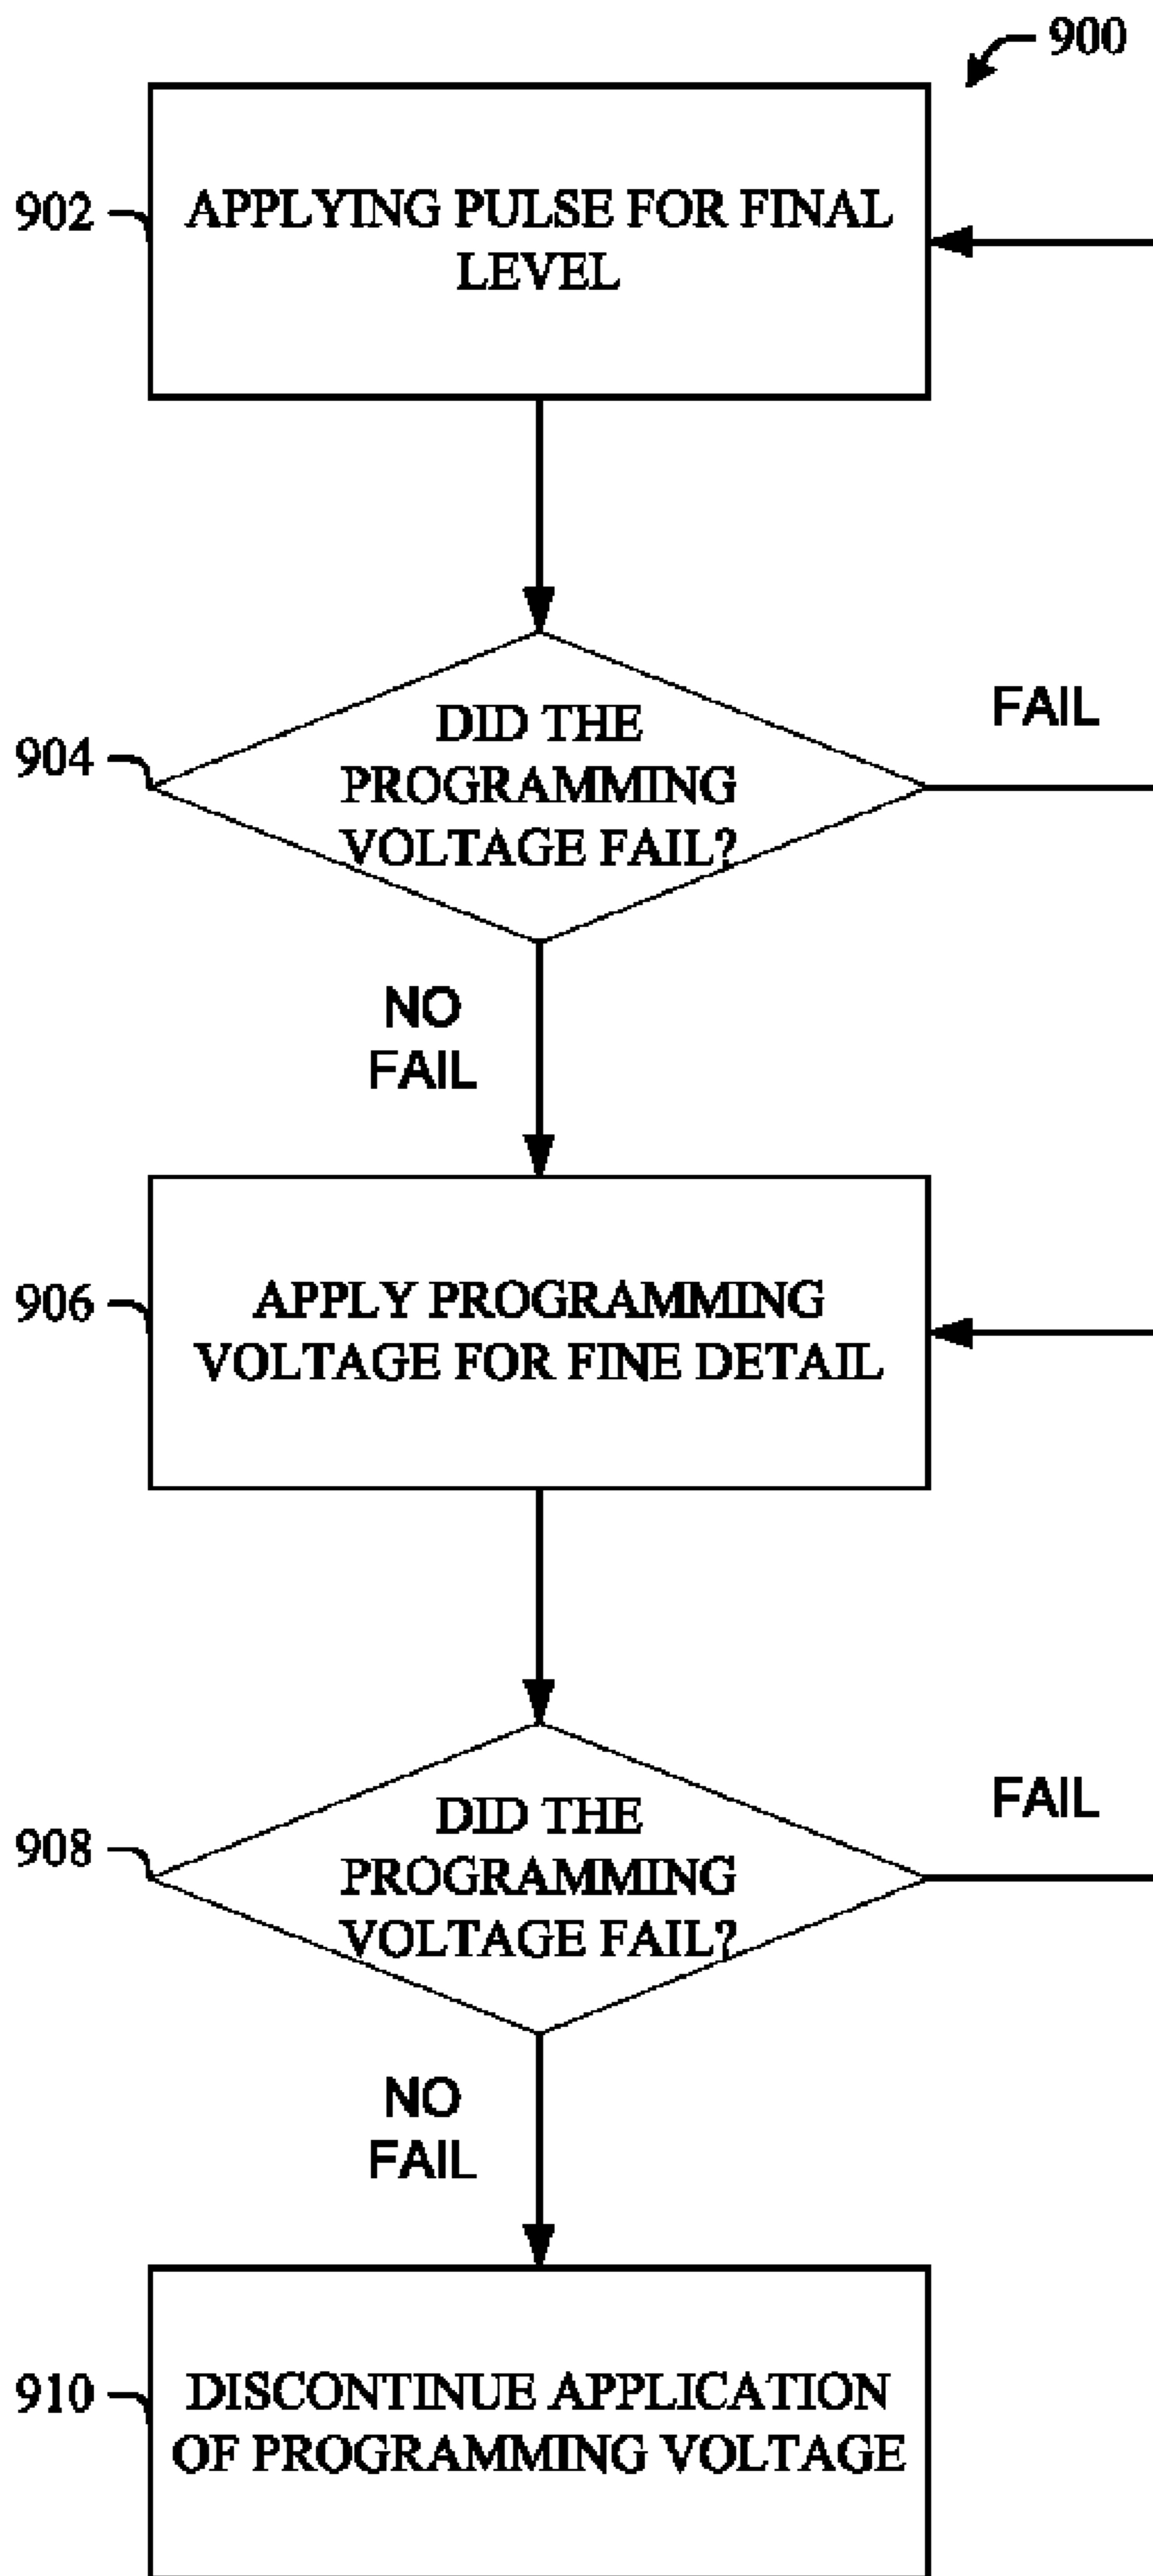 900
902
APPLYING PULSE FOR FINAL
LEVEL
904
DID THE
PROGRAMMING
VOLTAGE FAIL?
FAIL
NO
FAIL
906
APPLY PROGRAMMING
VOLTAGE FOR FINE DETAIL
908
DID THE
PROGRAMMING
VOLTAGE FAIL?
FAIL
NO
FAIL
910
DISCONTINUE APPLICATION
OF PROGRAMMING VOLTAGE